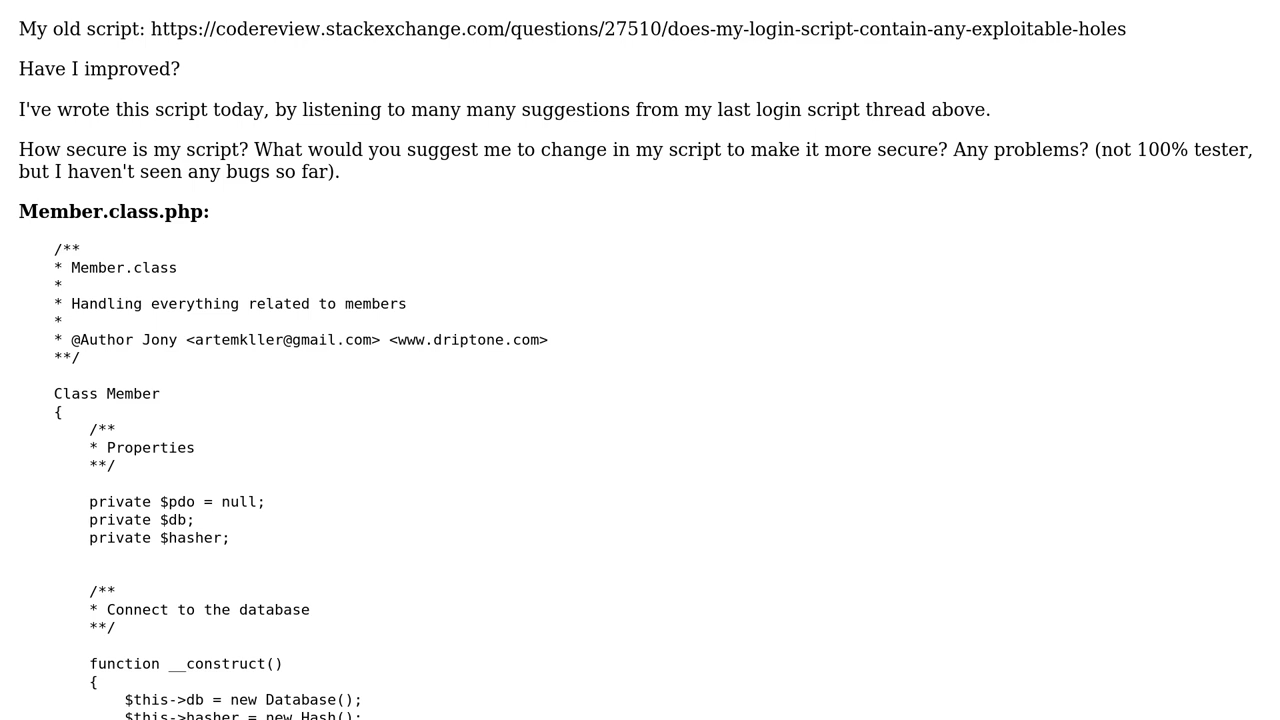 My old script: https://codereview.stackexchange.com/questions/27510/does-my-login-script-contain-any-exploitable-holes
Have I improved?
I've wrote this script today, by listening to many many suggestions from my last login script thread above.
How secure is my script? What would you suggest me to change in my script to make it more secure? Any problems? (not 100% tester,
but I haven't seen any bugs so far).
Member.class.php:
/**
* Member.class
*
* Handling everything related to members
*
* @Author Jony <artemkller@gmail.com> <www.driptone.com>
**/
Class Member
{
/**
* Properties
**/
private $pdo = null;
private $db;
private $hasher;
/**
* Connect to the database
**/
function __construct()
{
$this->db = new Database();
$this->hasher = new Hash();